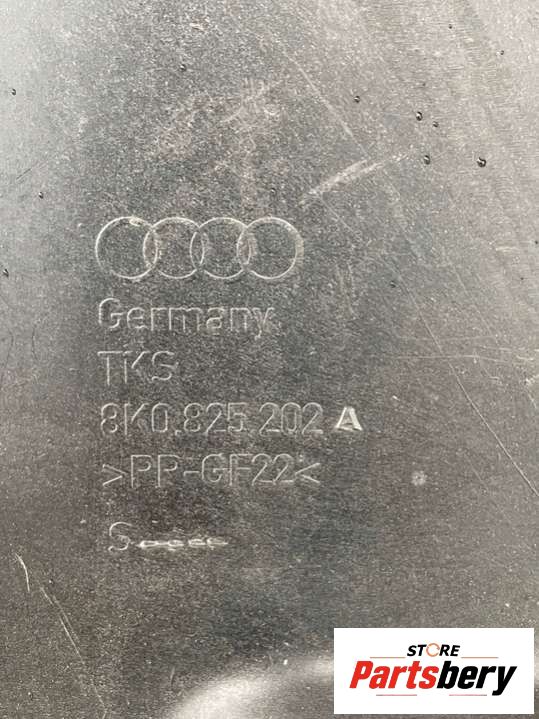 Germany
TKS
8K0.825.202 A
>PP-GF22<
STORE
Partsbery